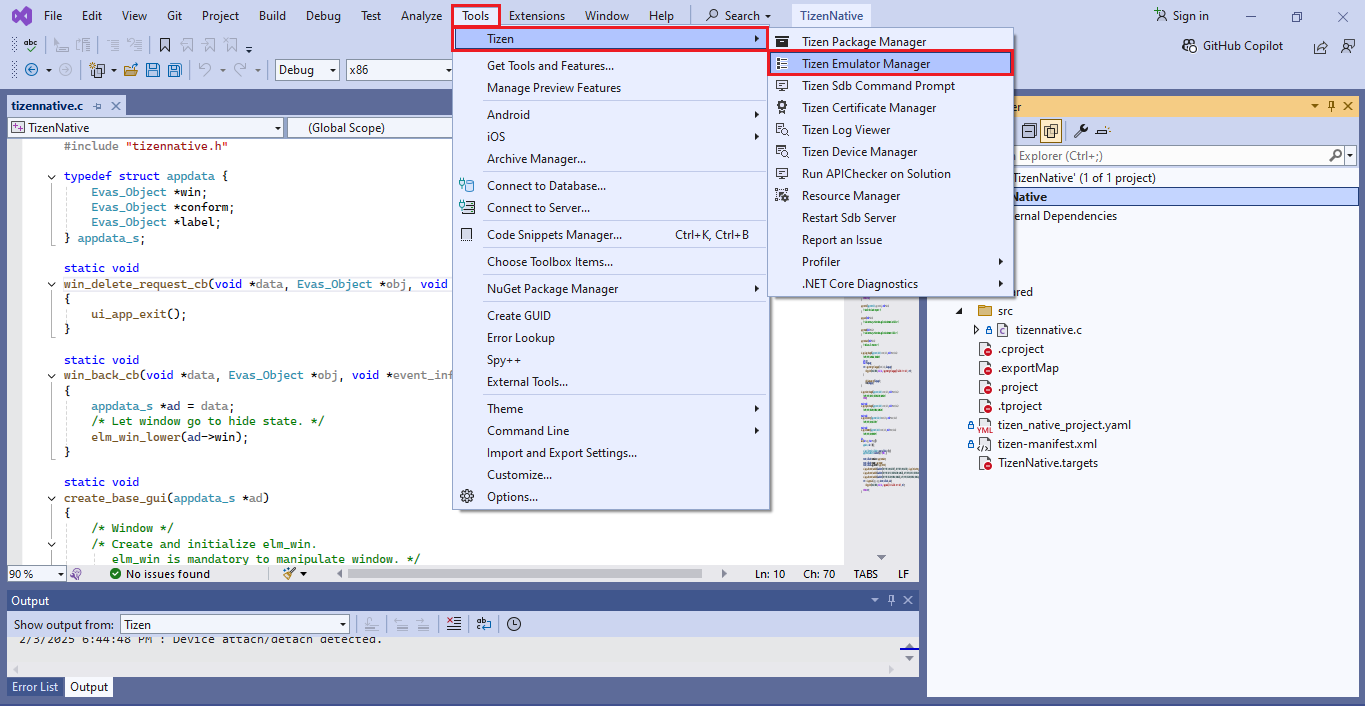 File Edit View Git Project Build Debug Test Analyze Tools Extensions Window Help Search TizenNative Sign in
abc
GitHub Copilot
Debug x86
tizennative.c
TizenNative (Global Scope)
#include "tizennative.h"
typedef struct appdata {
Evas_Object *win;
Evas_Object *conform;
Evas_Object *label;
} appdata_s;
static void
win_delete_request_cb(void *data, Evas_Object *obj, void
{
ui_app_exit();
}
static void
win_back_cb(void *data, Evas_Object *obj, void *event_inf
{
appdata_s *ad = data;
/* Let window go to hide state. */
elm_win_lower(ad->win);
}
static void
create_base_gui(appdata_s *ad)
{
/* Window */
/* Create and initialize elm_win.
elm_win is mandatory to manipulate window. */
90 % No issues found Ln: 10 Ch: 70 TABS LF
Tizen
Get Tools and Features...
Manage Preview Features
Android
iOS
Archive Manager...
Connect to Database...
Connect to Server...
Code Snippets Manager... Ctrl+K, Ctrl+B
Choose Toolbox Items...
NuGet Package Manager
Create GUID
Error Lookup
Spy++
External Tools...
Theme
Command Line
Import and Export Settings...
Customize...
Options...
Tizen Package Manager
Tizen Emulator Manager
Tizen Sdb Command Prompt
Tizen Certificate Manager
Tizen Log Viewer
Tizen Device Manager
Run APIChecker on Solution
Resource Manager
Restart Sdb Server
Report an Issue
Profiler
.NET Core Diagnostics
er
Explorer (Ctrl+;)
TizenNative' (1 of 1 project)
Native
ernal Dependencies
ared
src
tizennative.c
.cproject
.exportMap
.project
.tproject
YML tizen_native_project.yaml
tizen-manifest.xml
TizenNative.targets
Output
Show output from: Tizen
2/3/2025 6:44:48 PM : Device attach/detach detected.
Error List Output